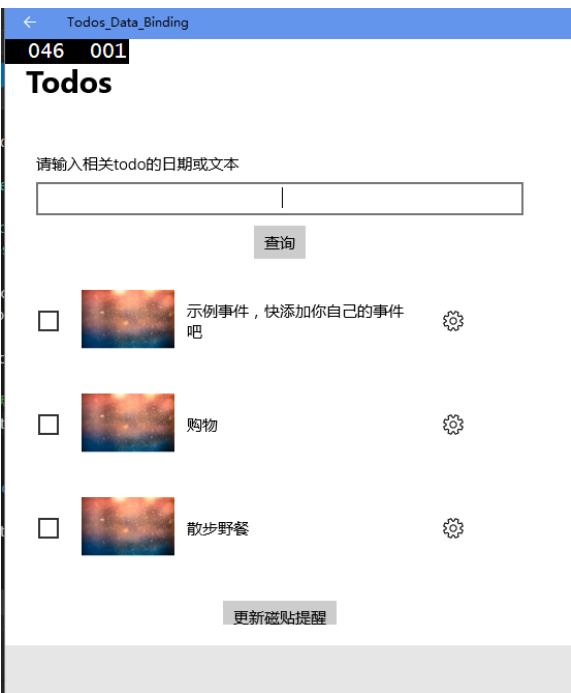 Todos_Data_Binding
046 001
Todos
请输入相关todo的日期或文本
查询
示例事件，快添加你自己的事件
吧
购物
散步野餐
更新磁贴提醒